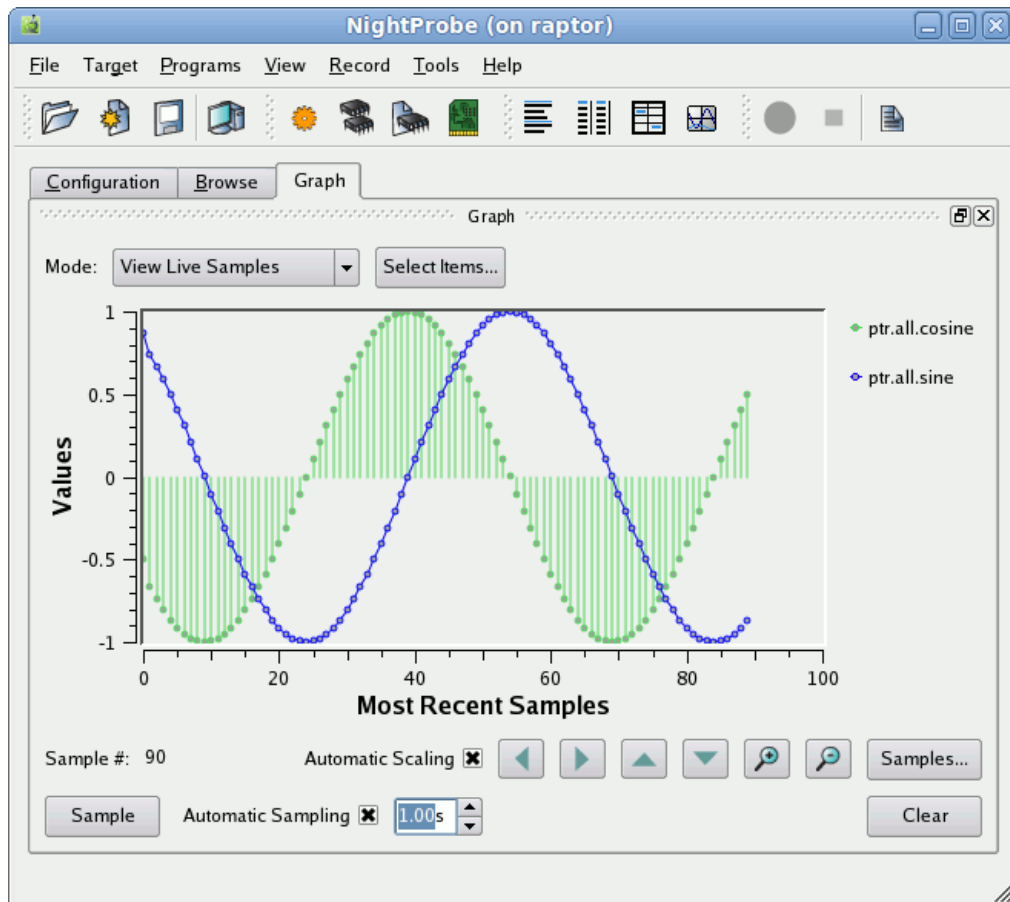 NightProbe (on raptor)
File Target Programs View Record Tools Help
Configuration Browse Graph
Graph
Mode: View Live Samples Select Items...
1
0.5
0
-0.5
-1
Values
ptr.all.cosine
ptr.all.sine
0 20 40 60 80 100
Most Recent Samples
Sample #: 90 Automatic Scaling Samples...
Sample Automatic Sampling 1.00s Clear